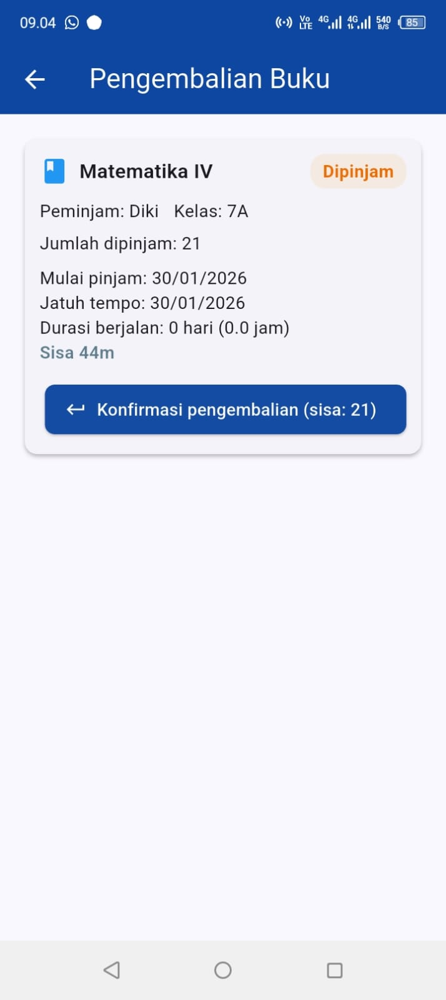 09.04 Vo LTE 4G 4G 540 B/S 85
Pengembalian Buku
Matematika IV Dipinjam
Peminjam: Diki Kelas: 7A
Jumlah dipinjam: 21
Mulai pinjam: 30/01/2026
Jatuh tempo: 30/01/2026
Durasi berjalan: 0 hari (0.0 jam)
Sisa 44m
Konfirmasi pengembalian (sisa: 21)